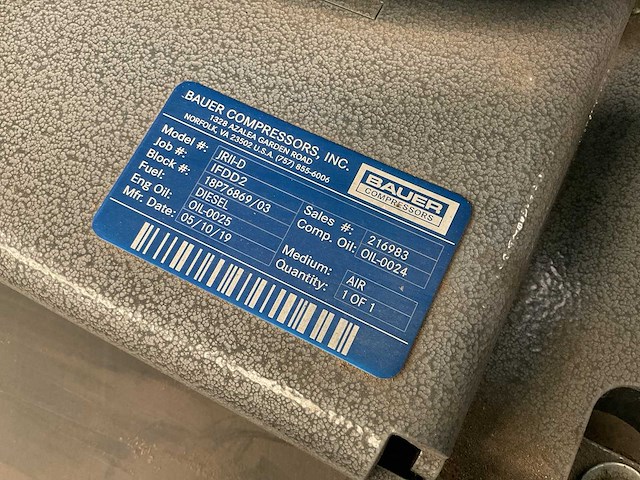 BAUER COMPRESSORS, INC.
1328 AZALEA GARDEN ROAD
NORFOLK, VA 23502 U.S.A. (757) 855-6006
BAUER
COMPRESSORS
Model #: JRII-D
Job #: 1FDD2
Block #: 18P76869/03
Fuel: DIESEL
Eng Oil: OIL-0025
Mfr. Date: 05/10/19
Sales #: 216983
Comp. Oil: OIL-0024
Medium: AIR
Quantity: 1 OF 1